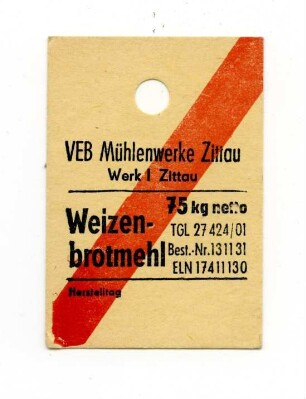 VEB Mühlenwerke Zittau
Werk I Zittau
Weizen-
brotmehl
75 kg netto
TGL 27 424/01
Best.-Nr. 131131
ELN 17411130
Herstelltag